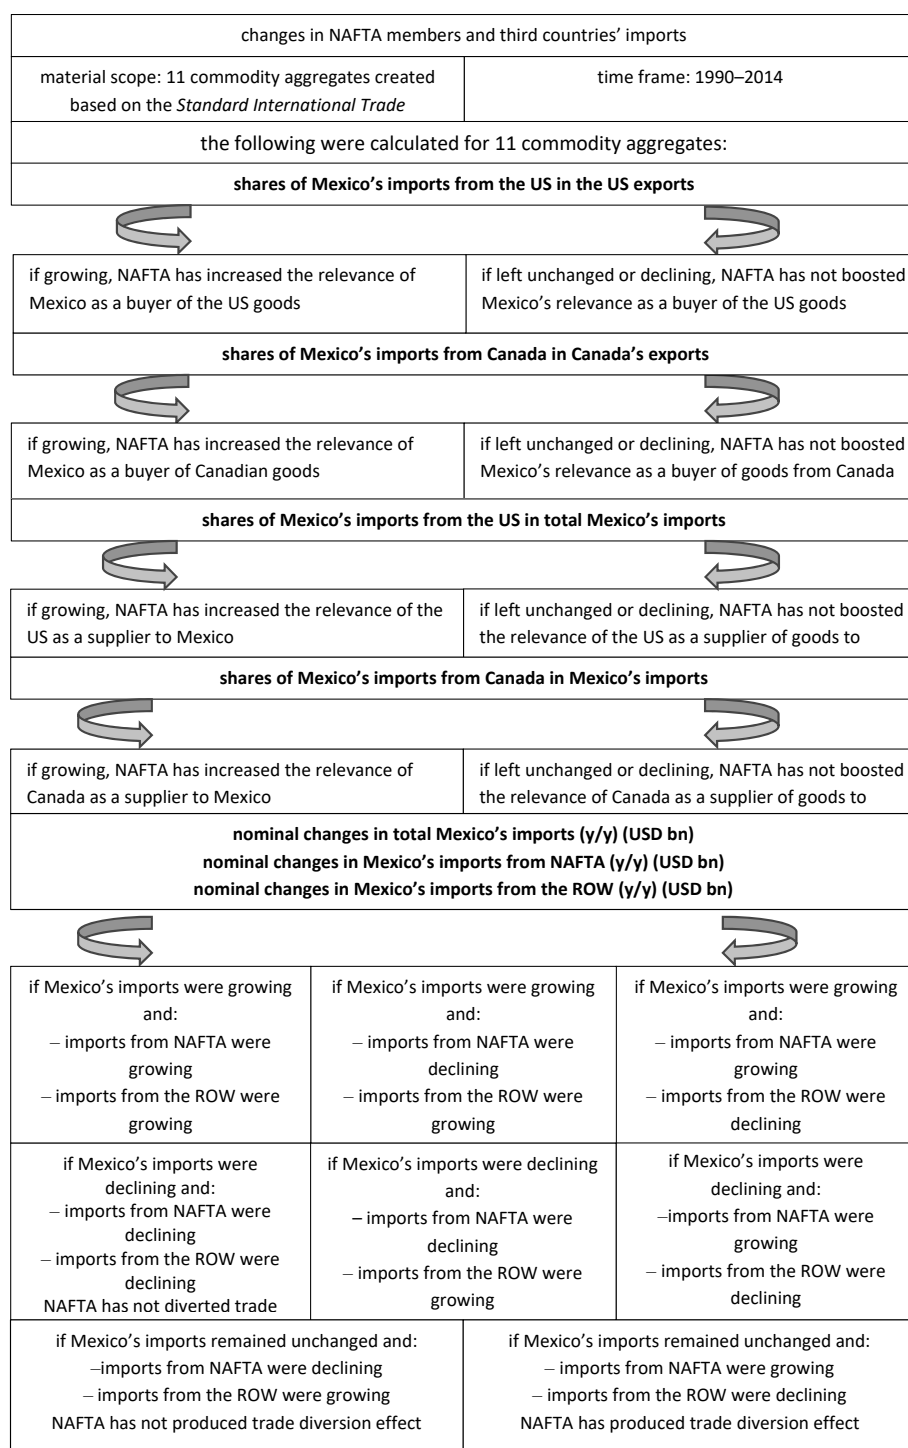 changes in NAFTA members and third countries’ imports
material scope: 11 commodity aggregates created
based on the Standard International Trade
time frame: 1990–2014
the following were calculated for 11 commodity aggregates:
shares of Mexico’s imports from the US in the US exports
if growing, NAFTA has increased the relevance of
Mexico as a buyer of the US goods
if left unchanged or declining, NAFTA has not boosted
Mexico’s relevance as a buyer of the US goods
shares of Mexico’s imports from Canada in Canada’s exports
if growing, NAFTA has increased the relevance of
Mexico as a buyer of Canadian goods
if left unchanged or declining, NAFTA has not boosted
Mexico’s relevance as a buyer of goods from Canada
shares of Mexico’s imports from the US in total Mexico’s imports
if growing, NAFTA has increased the relevance of the
US as a supplier to Mexico
if left unchanged or declining, NAFTA has not boosted
the relevance of the US as a supplier of goods to
shares of Mexico’s imports from Canada in Mexico’s imports
if growing, NAFTA has increased the relevance of
Canada as a supplier to Mexico
if left unchanged or declining, NAFTA has not boosted
the relevance of Canada as a supplier of goods to
nominal changes in total Mexico’s imports (y/y) (USD bn)
nominal changes in Mexico’s imports from NAFTA (y/y) (USD bn)
nominal changes in Mexico’s imports from the ROW (y/y) (USD bn)
if Mexico’s imports were growing
and:
– imports from NAFTA were
growing
– imports from the ROW were
growing
if Mexico’s imports were growing
and:
– imports from NAFTA were
declining
– imports from the ROW were
growing
if Mexico’s imports were growing
and:
– imports from NAFTA were
growing
– imports from the ROW were
declining
if Mexico’s imports were
declining and:
– imports from NAFTA were
declining
– imports from the ROW were
declining
NAFTA has not diverted trade
if Mexico’s imports were declining
and:
– imports from NAFTA were
declining
– imports from the ROW were
growing
if Mexico’s imports were
declining and:
–imports from NAFTA were
growing
– imports from the ROW were
declining
if Mexico’s imports remained unchanged and:
–imports from NAFTA were declining
– imports from the ROW were growing
NAFTA has not produced trade diversion effect
if Mexico’s imports remained unchanged and:
– imports from NAFTA were growing
– imports from the ROW were declining
NAFTA has produced trade diversion effect